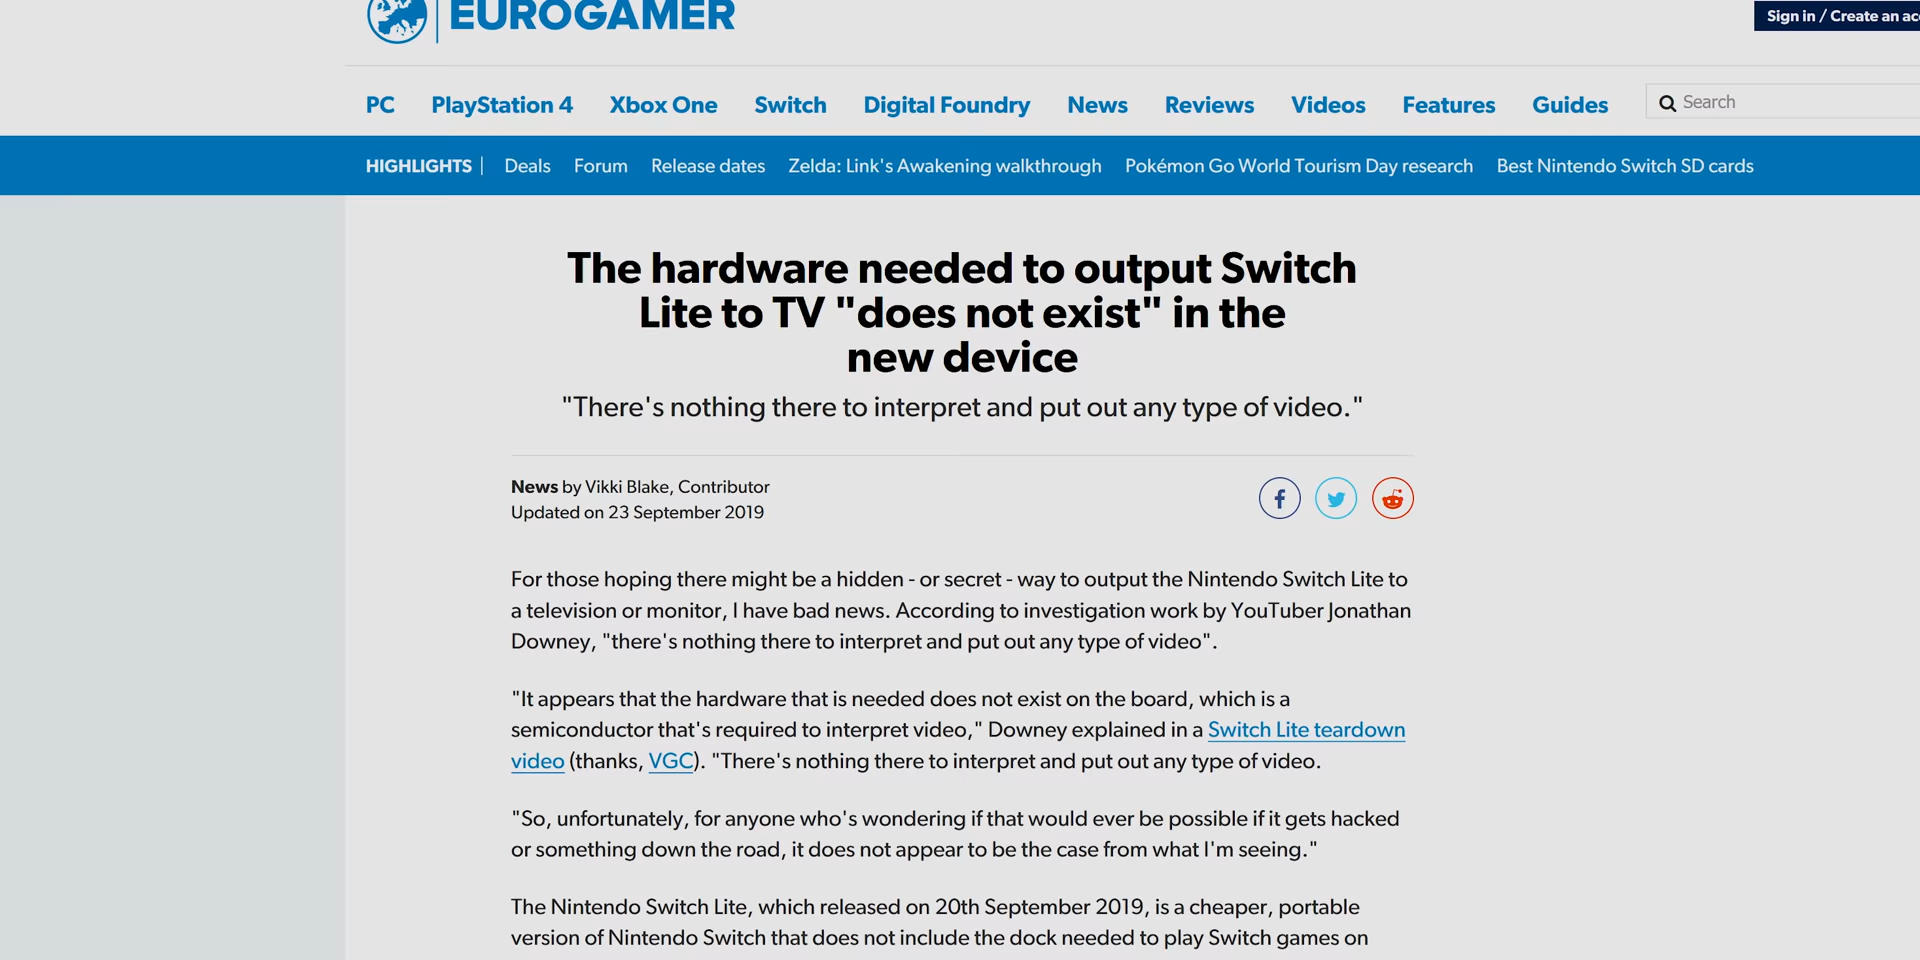 EUROGAMER
Sign in / Create an
PC PlayStation 4 Xbox One Switch Digital Foundry News Reviews Videos Features Guides Search
HIGHLIGHTS | Deals Forum Release dates Zelda: Link's Awakening walkthrough Pokémon Go World Tourism Day research Best Nintendo Switch SD cards
The hardware needed to output Switch
Lite to TV "does not exist" in the
new device
"There's nothing there to interpret and put out any type of video."
News by Vikki Blake, Contributor
Updated on 23 September 2019
For those hoping there might be a hidden - or secret - way to output the Nintendo Switch Lite to
a television or monitor, I have bad news. According to investigation work by YouTuber Jonathan
Downey, "there's nothing there to interpret and put out any type of video".
"It appears that the hardware that is needed does not exist on the board, which is a
semiconductor that's required to interpret video," Downey explained in a Switch Lite teardown
video (thanks, VGC). "There's nothing there to interpret and put out any type of video.
"So, unfortunately, for anyone who's wondering if that would ever be possible if it gets hacked
or something down the road, it does not appear to be the case from what I'm seeing."
The Nintendo Switch Lite, which released on 20th September 2019, is a cheaper, portable
version of Nintendo Switch that does not include the dock needed to play Switch games on